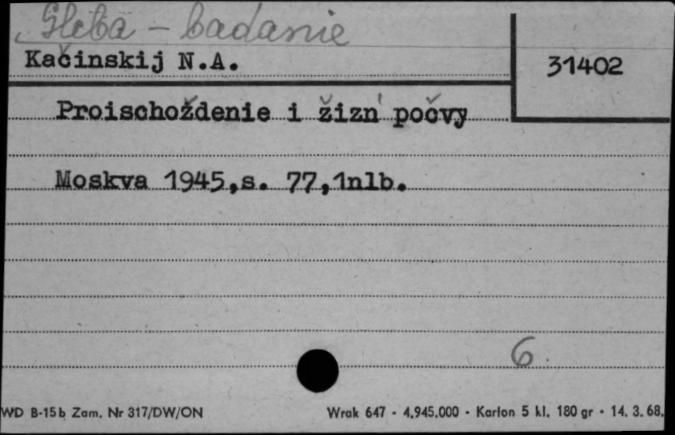 Gleba - badanie
Kačinskij N.A.
31402
Proischoždenie i žizn' počvy
Moskva 1945,s. 77,1nlb.
6
WD B-15b Zam. Nr 317/DW/ON
Wrak 647 - 4.945.000 - Karton 5 kl. 180 gr - 14. 3. 68.